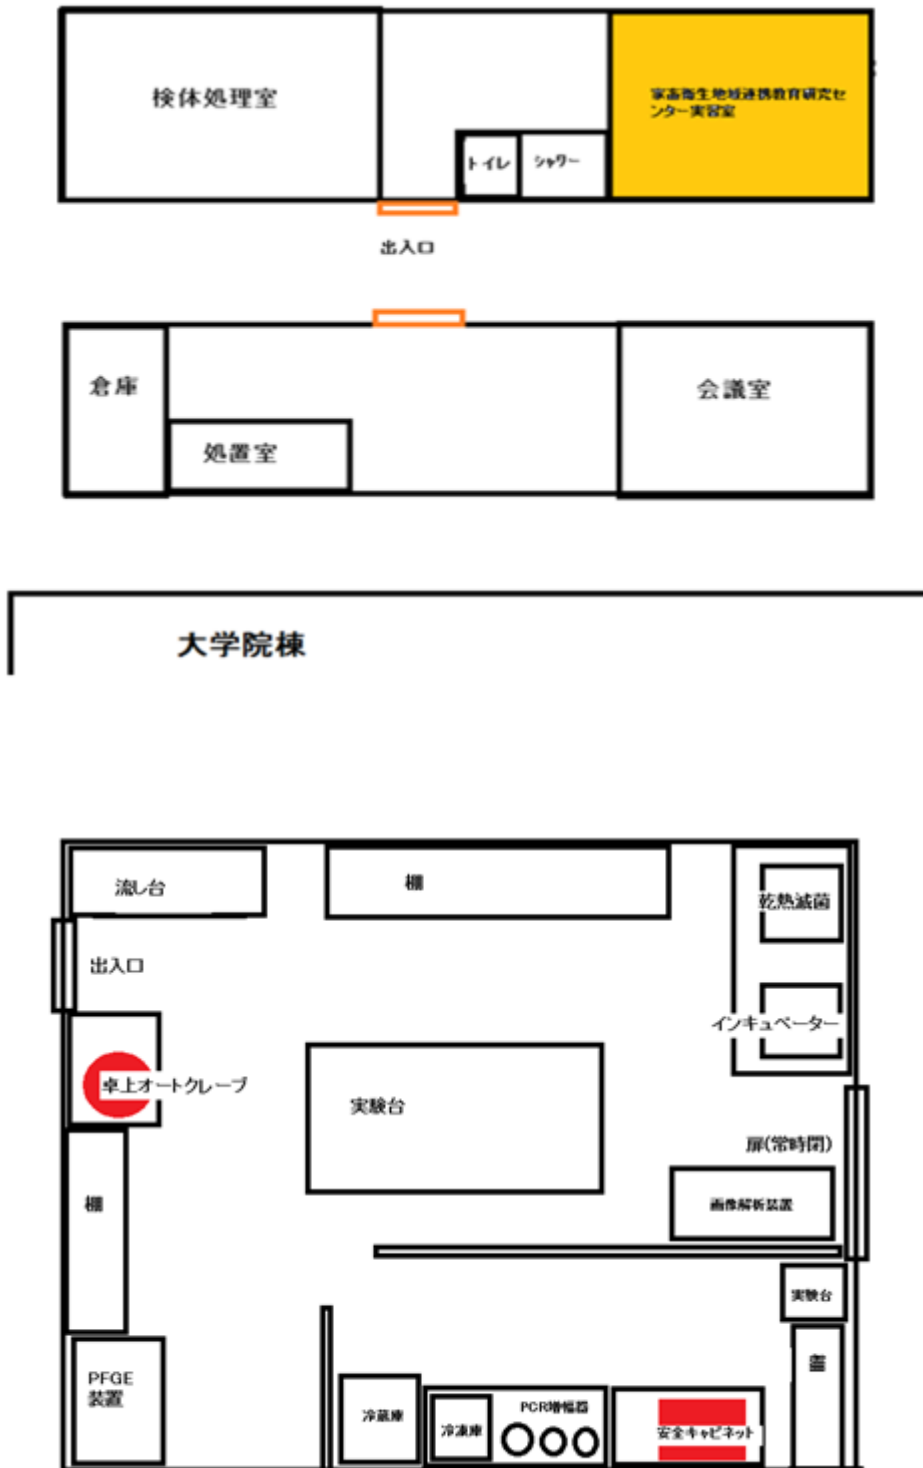 検体処理室
家畜衛生地域連携教育研究セ
ンター実習室
トイレ
シャワー
出入口
倉庫
処置室
会議室
大学院棟
流し台
棚
乾熱滅菌
出入口
インキュベーター
卓上オートクレーブ
実験台
扉(常時閉)
棚
画像解析装置
実験台
PFGE
装置
冷蔵庫
冷凍庫
PCR増幅器
安全キャビネット